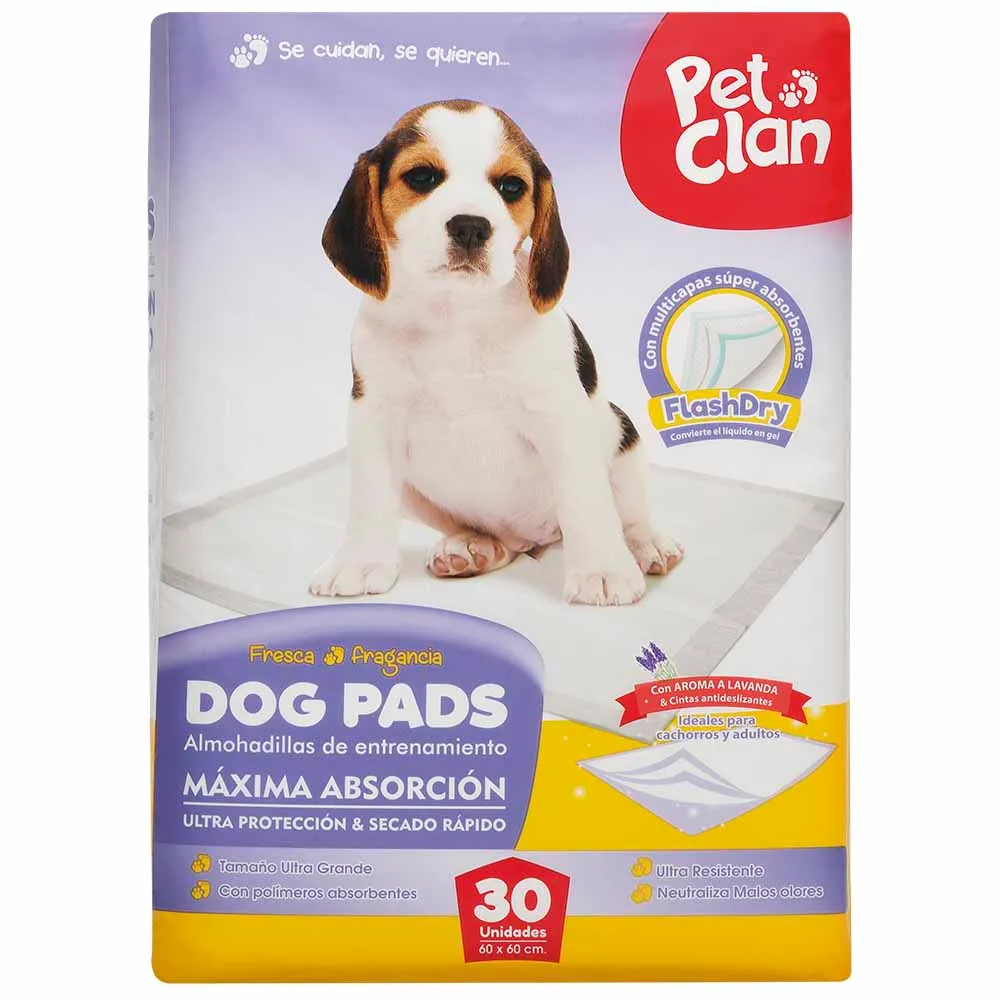 Se cuidan, se quieren...
Pet
Clan
Con multicapas súper absorbentes
FlashDry
Convierte el líquido en gel
Fresca fragancia
DOG PADS
Almohadillas de entrenamiento
MÁXIMA ABSORCIÓN
ULTRA PROTECCIÓN & SECADO RÁPIDO
Con AROMA A LAVANDA
& Cintas antideslizantes
Ideales para
cachorros y adultos
Tamaño Ultra Grande
Con polímeros absorbentes
30
Unidades
60 x 60 cm.
Ultra Resistente
Neutraliza Malos olores